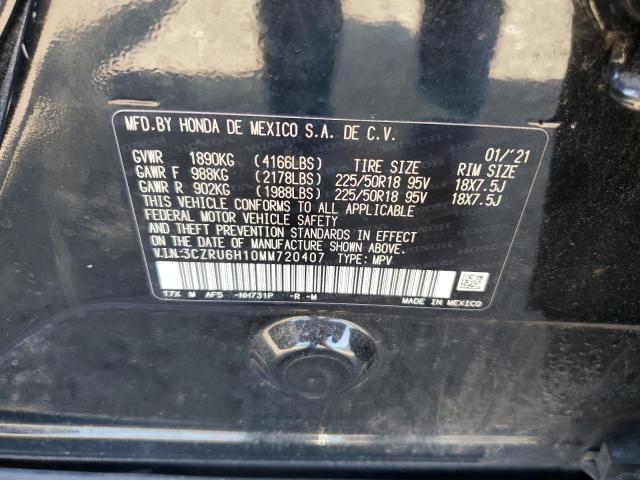 MFD.BY HONDA DE MEXICO S.A. DE C.V.
01/'21
GVWR 1890KG (4166LBS) TIRE SIZE RIM SIZE
GAWR F 988KG (2178LBS) 225/50R18 95V 18X7.5J
GAWR R 902KG (1988LBS) 225/50R18 95V 18X7.5J
THIS VEHICLE CONFORMS TO ALL APPLICABLE
FEDERAL MOTOR VEHICLE SAFETY
AND THEFT PREVENTION STANDARDS IN EFFECT
ON THE DATE OF MANUFACTURE SHOWN ABOVE.
V.I.N:3CZRU6H10MM720407 TYPE: MPV
T7X M AF5 -NH731P -R -M
MADE IN MEXICO